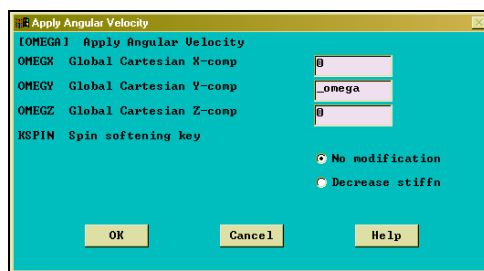 Apply Angular Velocity
[OMEGA] Apply Angular Velocity
OMEGX Global Cartesian X-comp 0
OMEGY Global Cartesian Y-comp _omega
OMEGZ Global Cartesian Z-comp 0
KSPIN Spin softening key
No modification
Decrease stiffn
OK Cancel Help